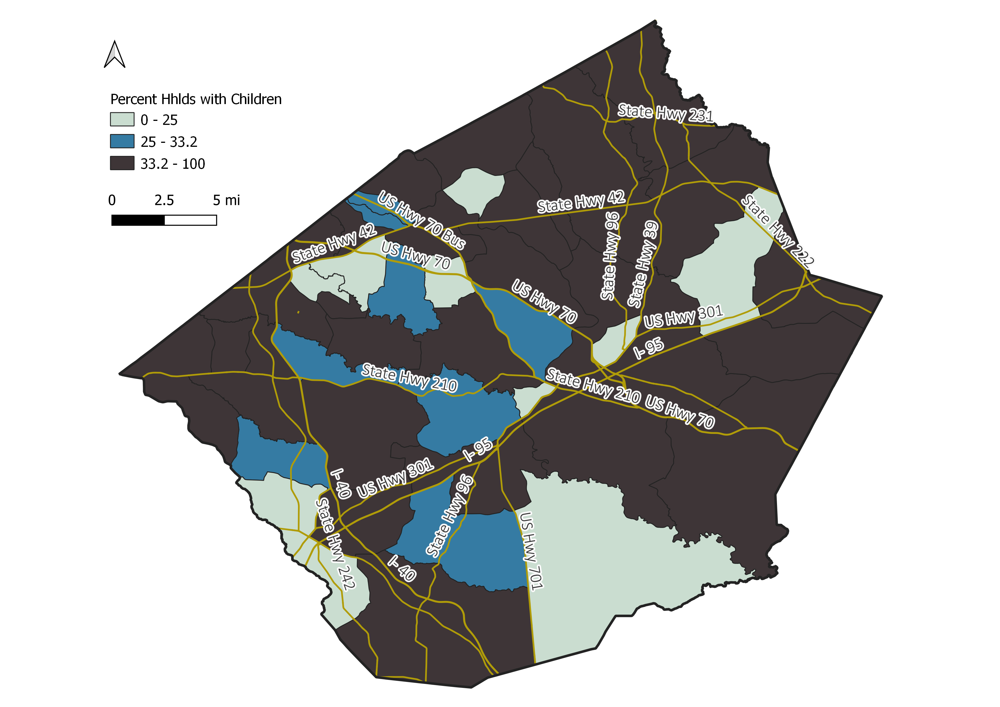 Percent Hhlds with Children
0 - 25
25 - 33.2
33.2 - 100
0 2.5 5 mi
State Hwy 231
US Hwy 70 Bus
State Hwy 42
State Hwy 42
State Hwy 222
State Hwy 96
State Hwy 39
US Hwy 70
US Hwy 70
US Hwy 301
I- 95
State Hwy 210
State Hwy 210
US Hwy 70
I- 95
US Hwy 301
I- 40
State Hwy 96
State Hwy 242
US Hwy 701
I- 40